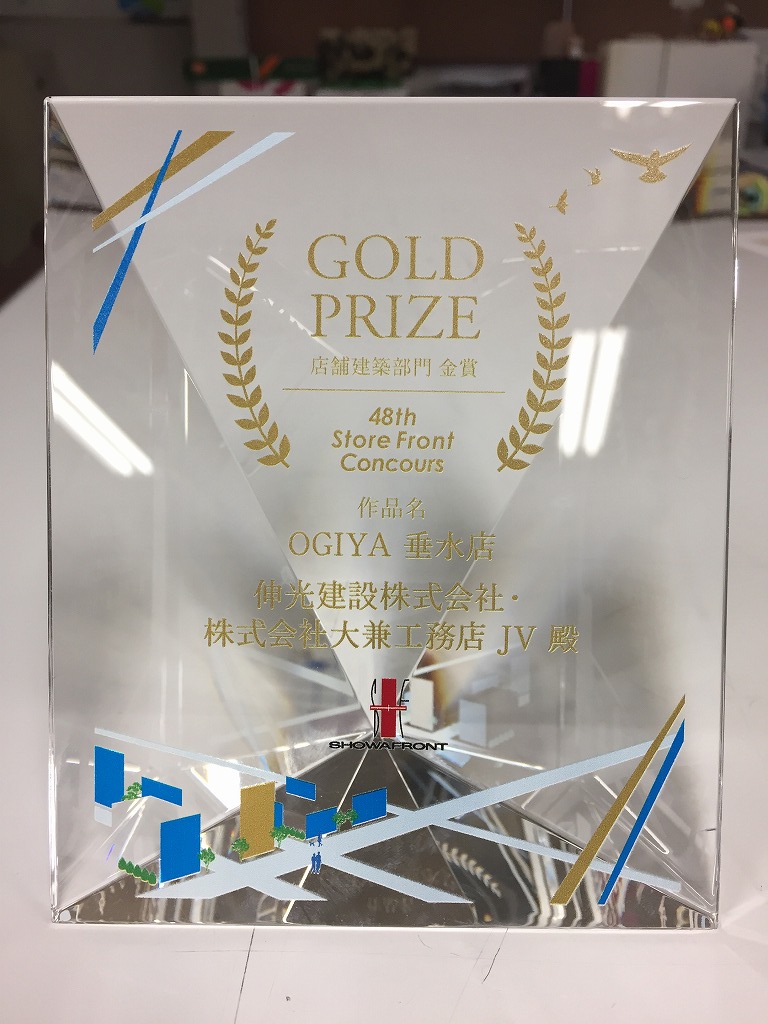 GOLD
PRIZE
店舗建築部門 金賞
48th
Store Front
Concours
作品名
OGIYA 垂水店
伸光建設株式会社・
株式会社大兼工務店 JV 殿
SHOWAFRONT